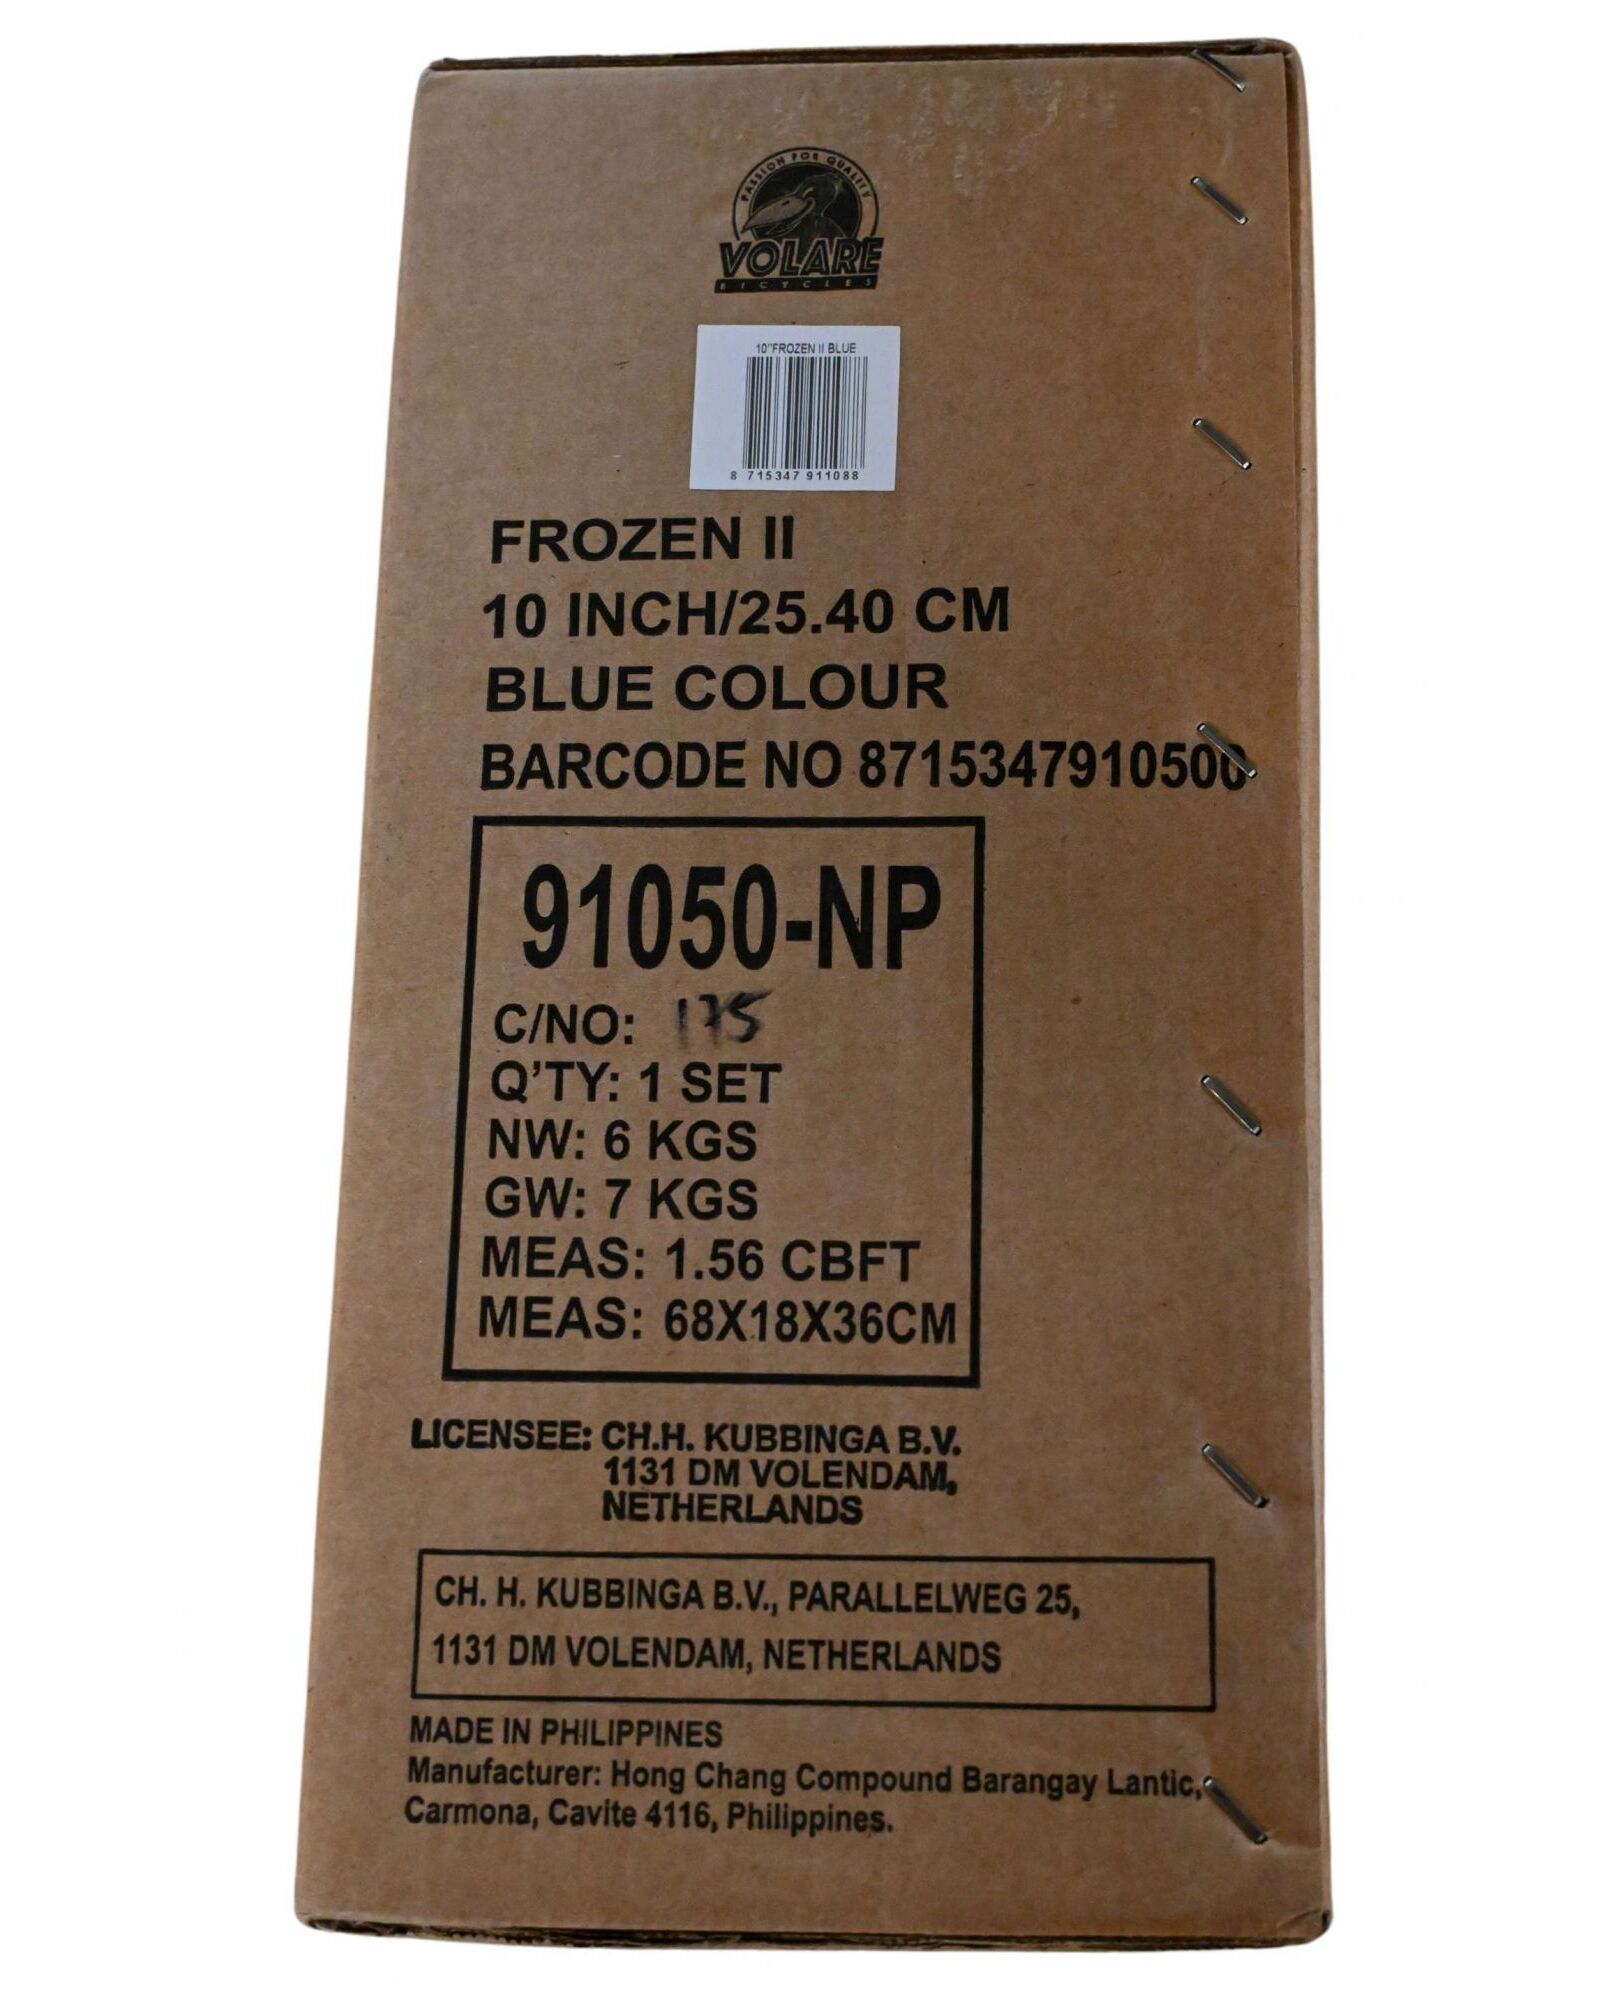 PASSION FOR QUALITY
VOLARE
BICYCLES
10"FROZEN II BLUE
8 715347 911088
FROZEN II
10 INCH/25.40 CM
BLUE COLOUR
BARCODE NO 8715347910500
91050-NP
C/NO: 175
Q'TY: 1 SET
NW: 6 KGS
GW: 7 KGS
MEAS: 1.56 CBFT
MEAS: 68X18X36CM
LICENSEE: CH.H. KUBBINGA B.V.
1131 DM VOLENDAM,
NETHERLANDS
CH. H. KUBBINGA B.V., PARALLELWEG 25,
1131 DM VOLENDAM, NETHERLANDS
MADE IN PHILIPPINES
Manufacturer: Hong Chang Compound Barangay Lantic,
Carmona, Cavite 4116, Philippines.